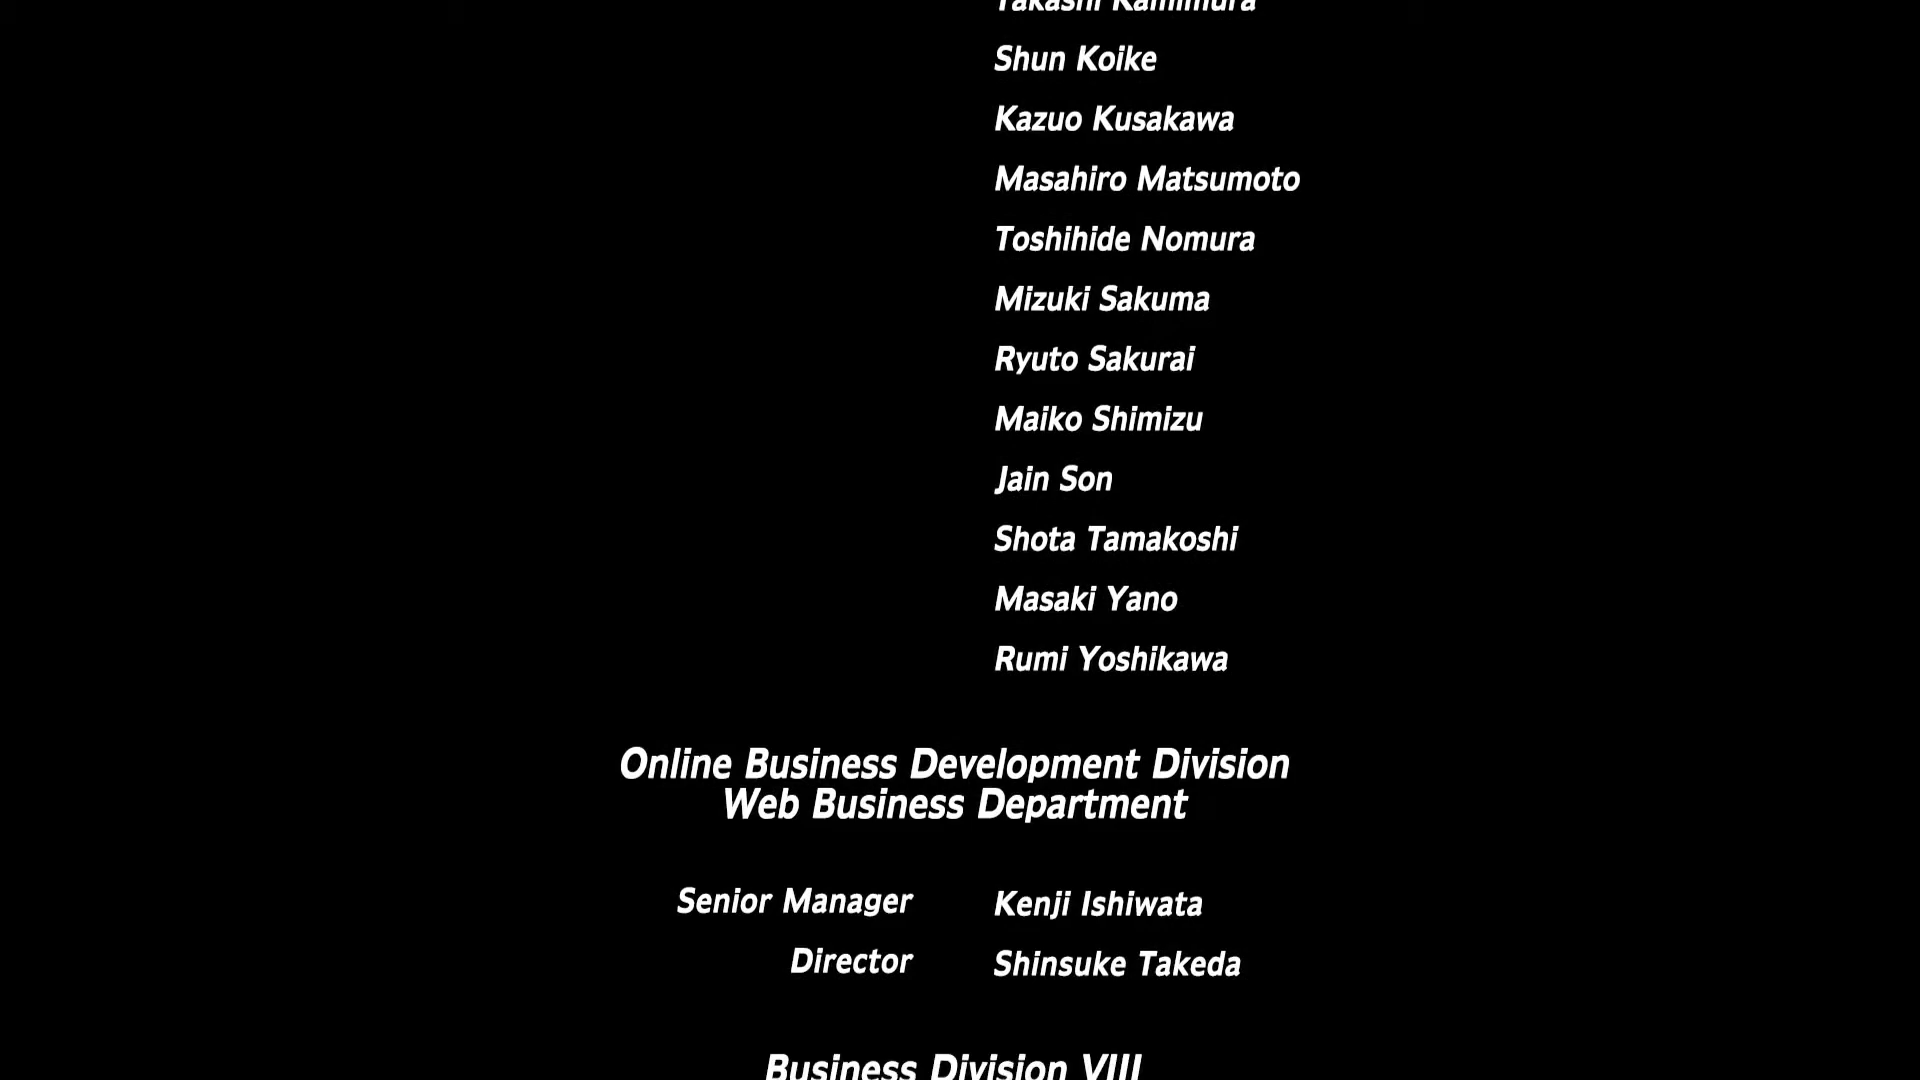 Takashi Kamimura
Shun Koike
Kazuo Kusakawa
Masahiro Matsumoto
Toshihide Nomura
Mizuki Sakuma
Ryuto Sakurai
Maiko Shimizu
Jain Son
Shota Tamakoshi
Masaki Yano
Rumi Yoshikawa
Online Business Development Division
Web Business Department
Senior Manager Kenji Ishiwata
Director Shinsuke Takeda
Business Division VIII